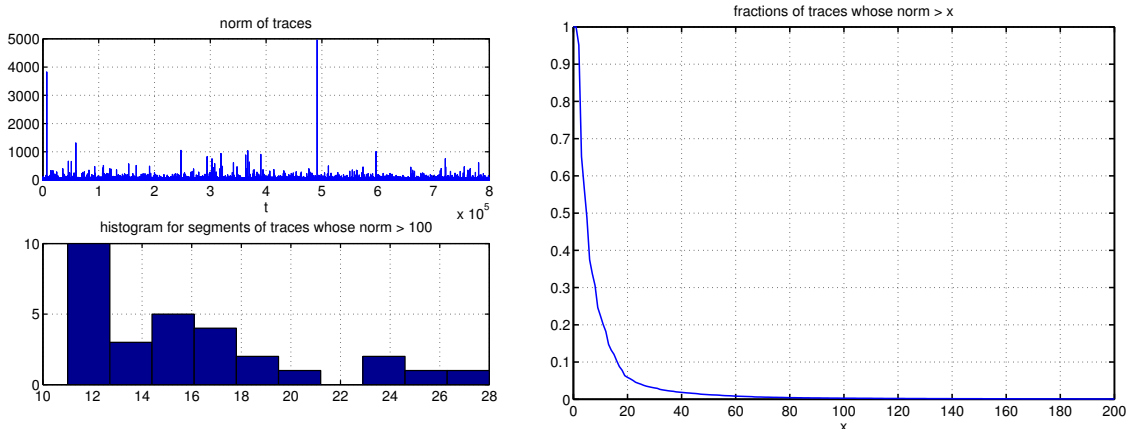 norm of traces
5000
4000
3000
2000
1000
0
0 1 2 3 4 5 6 7 8
t
x 10^5
histogram for segments of traces whose norm > 100
10
5
0
10 12 14 16 18 20 22 24 26 28
fractions of traces whose norm > x
1
0.9
0.8
0.7
0.6
0.5
0.4
0.3
0.2
0.1
0
0 20 40 60 80 100 120 140 160 180 200
x